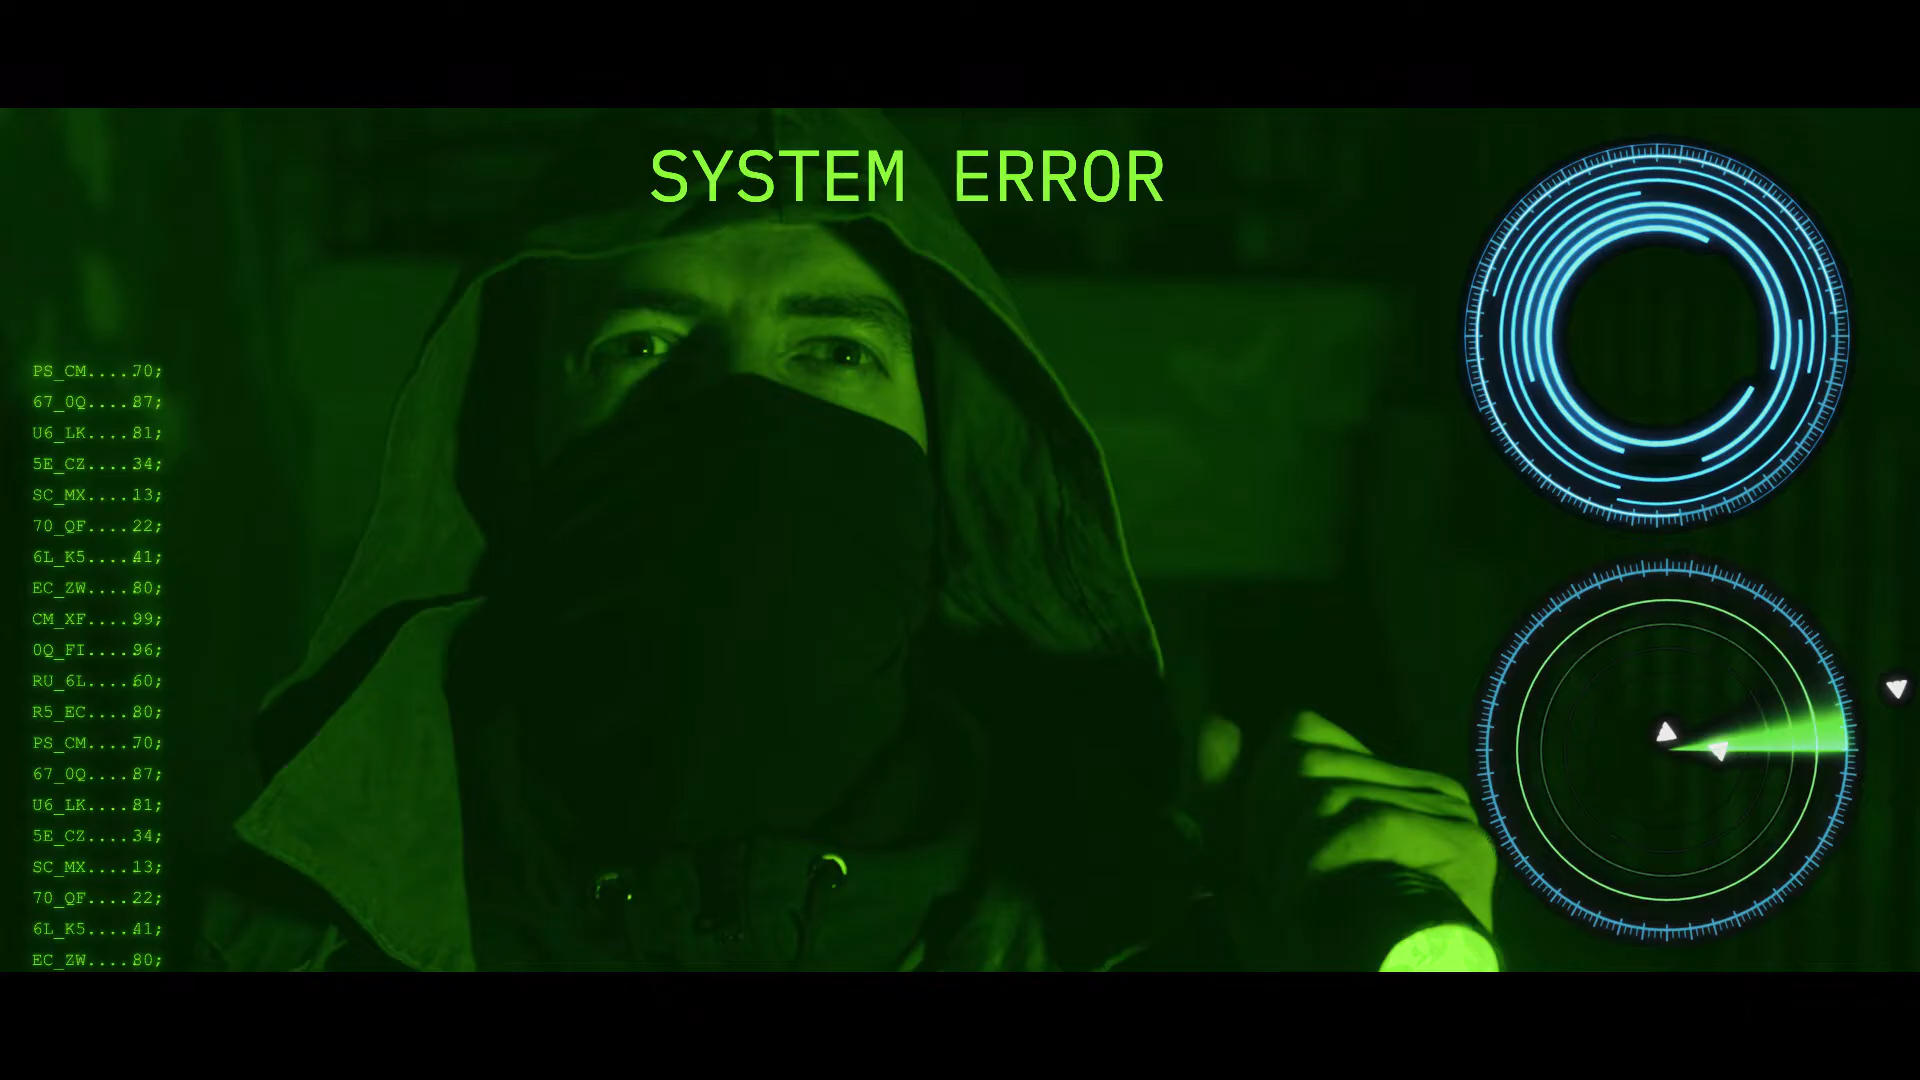 SYSTEM ERROR
PS_CM....70;
67_0Q....87;
U6_LK....81;
5E_CZ....34;
SC_MX....13;
70_QF....22;
6L_K5....41;
EC_ZW....80;
CM_XF....99;
0Q_FI....96;
RU_6L....60;
R5_EC....80;
PS_CM....70;
67_0Q....87;
U6_LK....81;
5E_CZ....34;
SC_MX....13;
70_QF....22;
6L_K5....41;
EC_ZW....80;